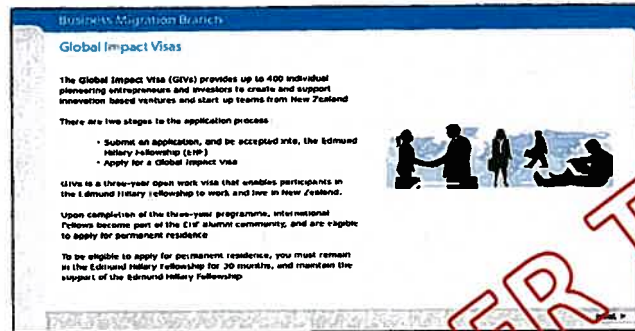 Business Migration Branch
Global Impact Visas
The Global Impact Visa (GIVs) provides up to 400 individual
pioneering entrepreneurs and investors to create and support
innovation based ventures and start up teams from New Zealand
There are two stages to the application process
• Submit an application, and be accepted into, the Edmund
Hillary Fellowship (EHF)
• Apply for a Global Impact Visa
GIVs is a three-year open work visa that enables participants in
the Edmund Hillary Fellowship to work and live in New Zealand.
Upon completion of the three-year programme, International
Fellows become part of the EHF alumni community, and are eligible
to apply for permanent residence
To be eligible to apply for permanent residence, you must remain
in the Edmund Hillary Fellowship for 30 months, and maintain the
support of the Edmund Hillary Fellowship
ER T